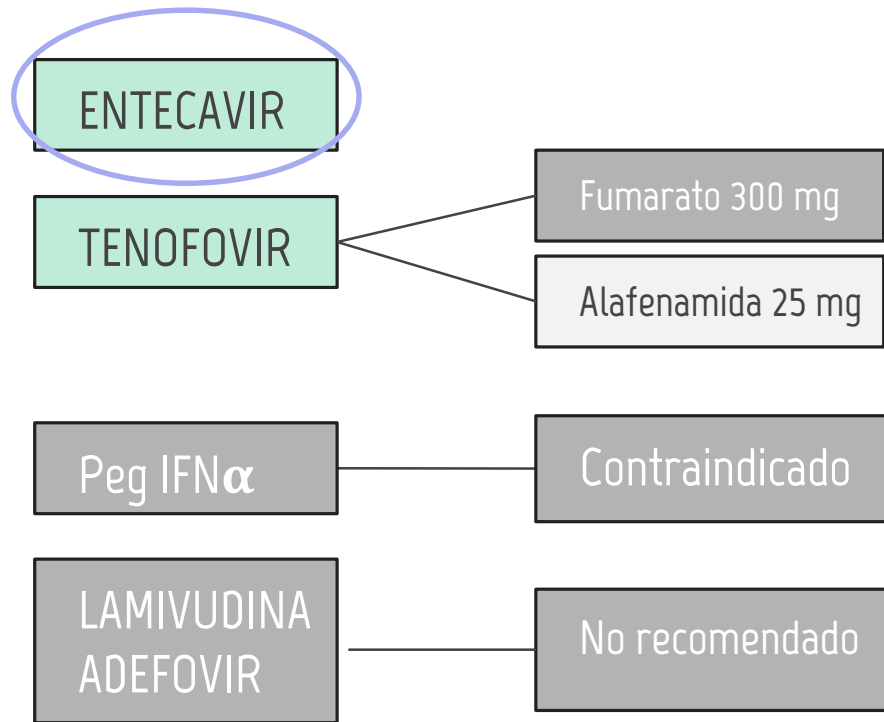 ENTECAVIR
TENOFOVIR
Fumarato 300 mg
Alafenamida 25 mg
Peg IFNα
Contraindicado
LAMIVUDINA
ADEFOVIR
No recomendado